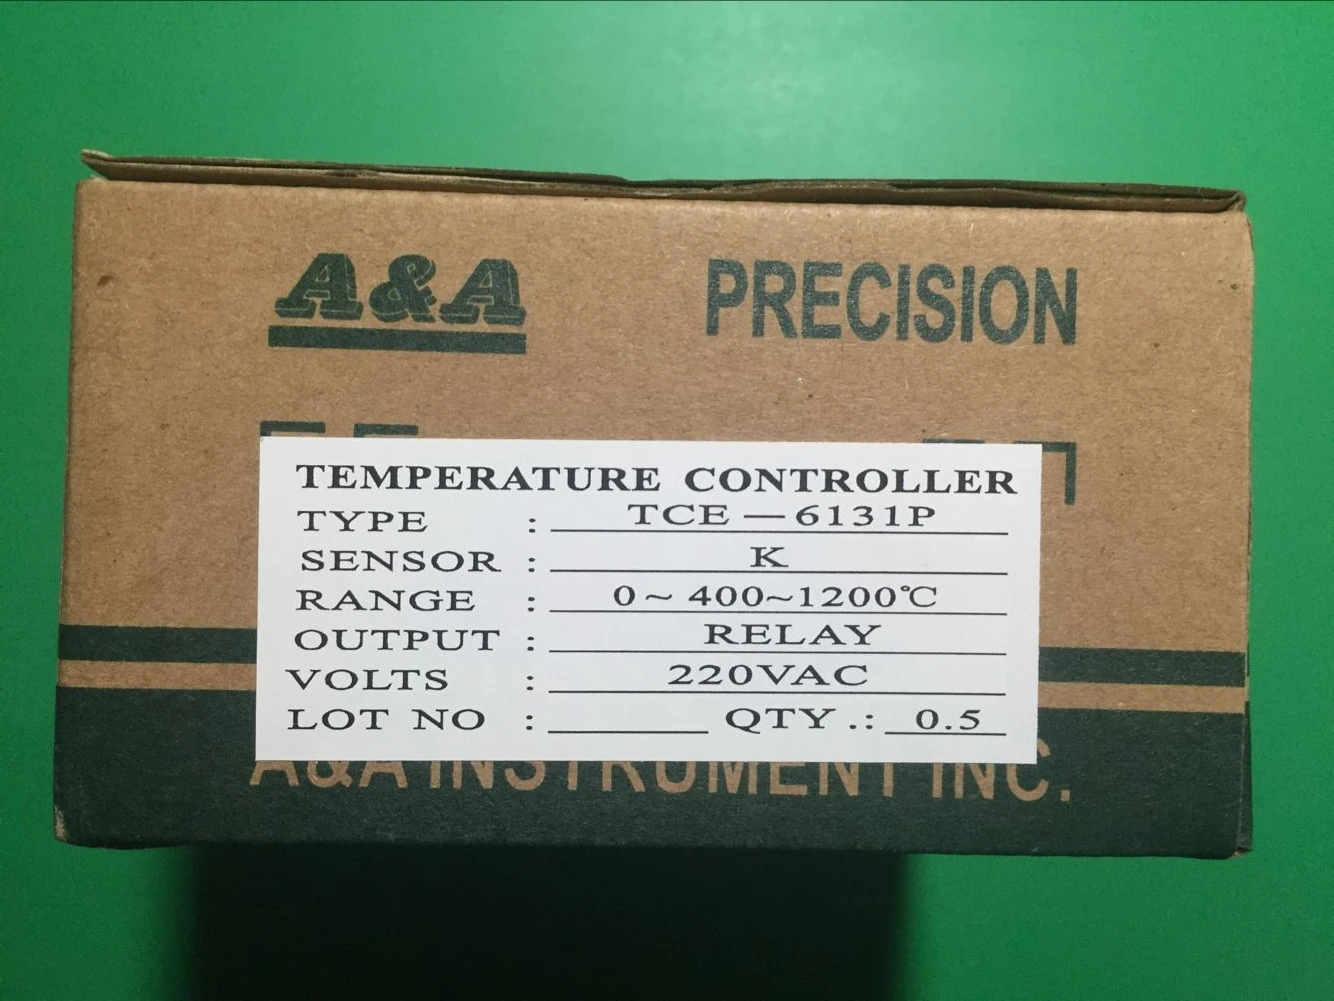 A&A PRECISION
TEMPERATURE CONTROLLER
TYPE : TCE — 6131P
SENSOR : K
RANGE : 0~ 400~1200℃
OUTPUT : RELAY
VOLTS : 220VAC
LOT NO : QTY .: 0.5
A&A INSTRUMENT INC.